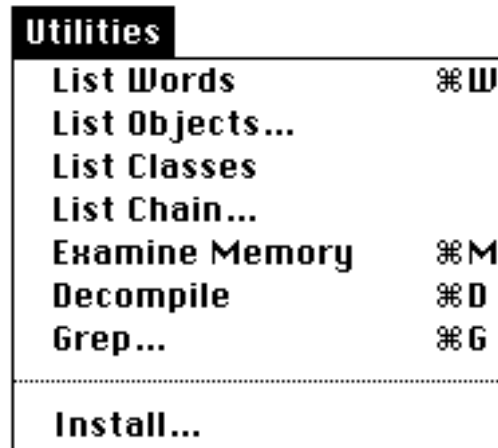 Utilities
List Words ⌘W
List Objects...
List Classes
List Chain...
Examine Memory ⌘M
Decompile ⌘D
Grep... ⌘G
Install...